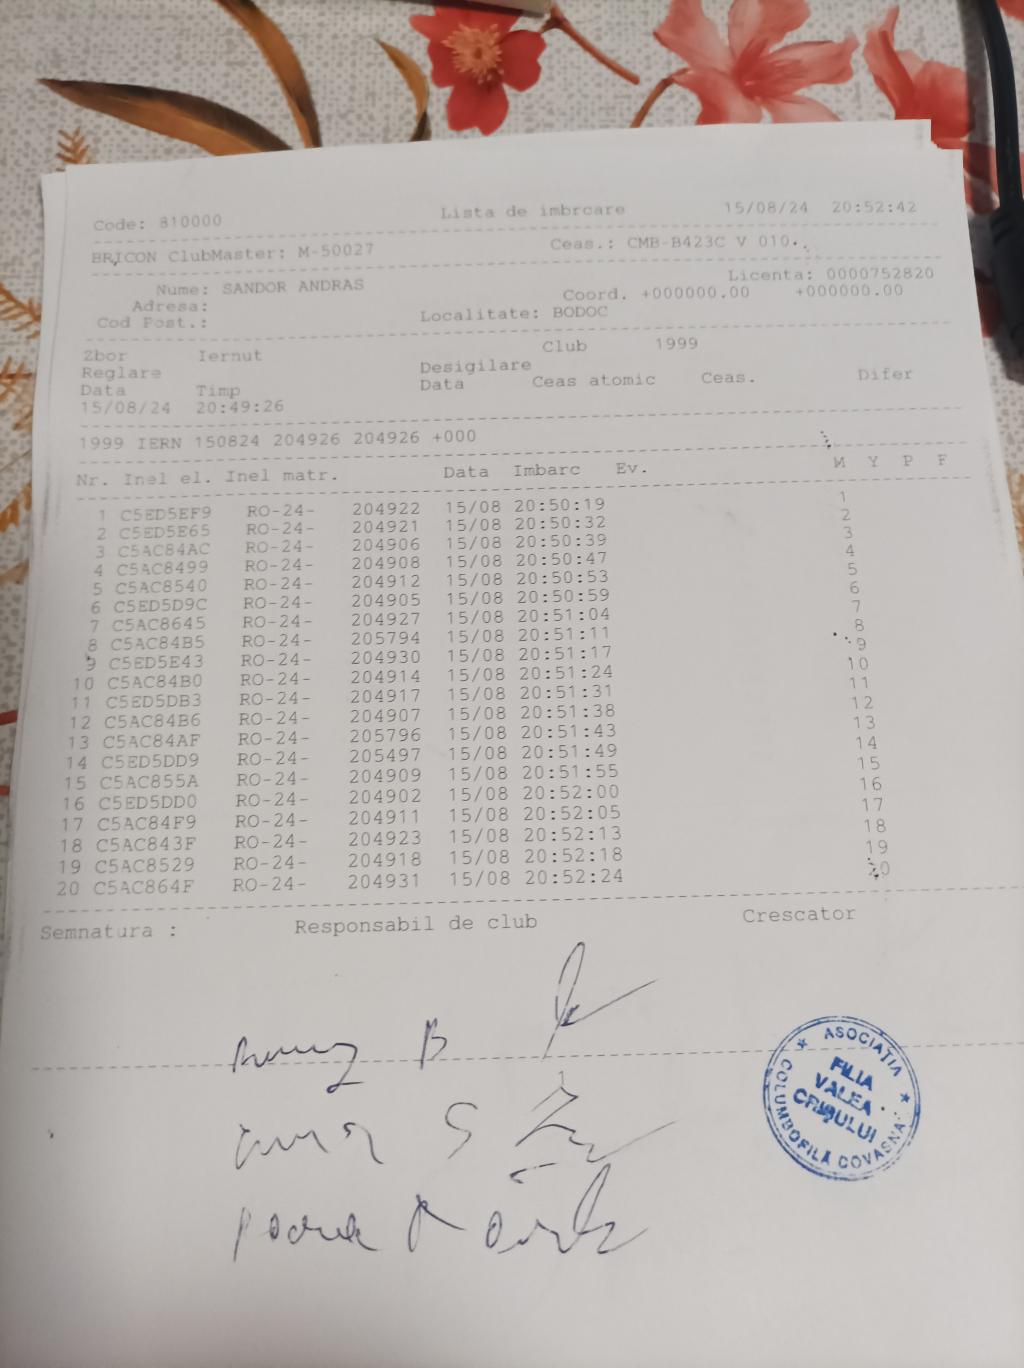 Code: 810000 Lista de imbrcare 15/08/24 20:52:42
BRICON ClubMaster: M-50027 Ceas.: CMB-B423C V 010.
Nume: SANDOR ANDRAS Licenta: 0000752820
Adresa: Coord. +000000.00 +000000.00
Cod Post.: Localitate: BODOC
Zbor Iernut Club 1999
Reglare Desigilare
Data Timp Data Ceas atomic Ceas. Difer
15/08/24 20:49:26
1999 IERN 150824 204926 204926 +000
Nr. Inel el. Inel matr. Data Imbarc Ev. M Y P F
1 C5ED5EF9 RO-24- 204922 15/08 20:50:19 1
2 C5ED5E65 RO-24- 204921 15/08 20:50:32 2
3 C5AC84AC RO-24- 204906 15/08 20:50:39 3
4 C5AC8499 RO-24- 204908 15/08 20:50:47 4
5 C5AC8540 RO-24- 204912 15/08 20:50:53 5
6 C5ED5D9C RO-24- 204905 15/08 20:50:59 6
7 C5AC8645 RO-24- 204927 15/08 20:51:04 7
8 C5AC84B5 RO-24- 205794 15/08 20:51:11 8
9 C5ED5E43 RO-24- 204930 15/08 20:51:17 9
10 C5AC84B0 RO-24- 204914 15/08 20:51:24 10
11 C5ED5DB3 RO-24- 204917 15/08 20:51:31 11
12 C5AC84B6 RO-24- 204907 15/08 20:51:38 12
13 C5AC84AF RO-24- 205796 15/08 20:51:43 13
14 C5ED5DD9 RO-24- 205497 15/08 20:51:49 14
15 C5AC855A RO-24- 204909 15/08 20:51:55 15
16 C5ED5DD0 RO-24- 204902 15/08 20:52:00 16
17 C5AC84F9 RO-24- 204911 15/08 20:52:05 17
18 C5AC843F RO-24- 204923 15/08 20:52:13 18
19 C5AC8529 RO-24- 204918 15/08 20:52:18 19
20 C5AC864F RO-24- 204931 15/08 20:52:24 20
Semnatura : Responsabil de club Crescator
ASOCIAȚIA
COLUMBOFILĂ COVASNA
FILIA
VALEA
CRIȘULUI